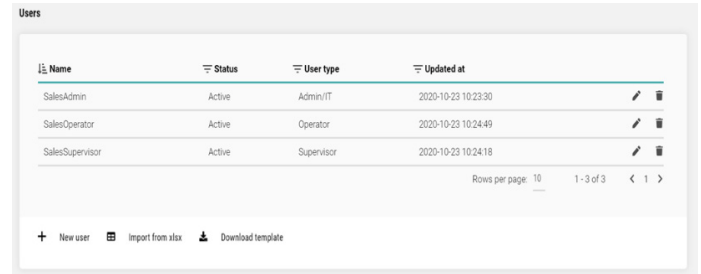 Users
Name Status User type Updated at
SalesAdmin Active Admin/IT 2020-10-23 10:23:30
SalesOperator Active Operator 2020-10-23 10:24:49
SalesSupervisor Active Supervisor 2020-10-23 10:24:18
Rows per page: 10 1 - 3 of 3 < 1 >
+ New user Import from xlsx Download template